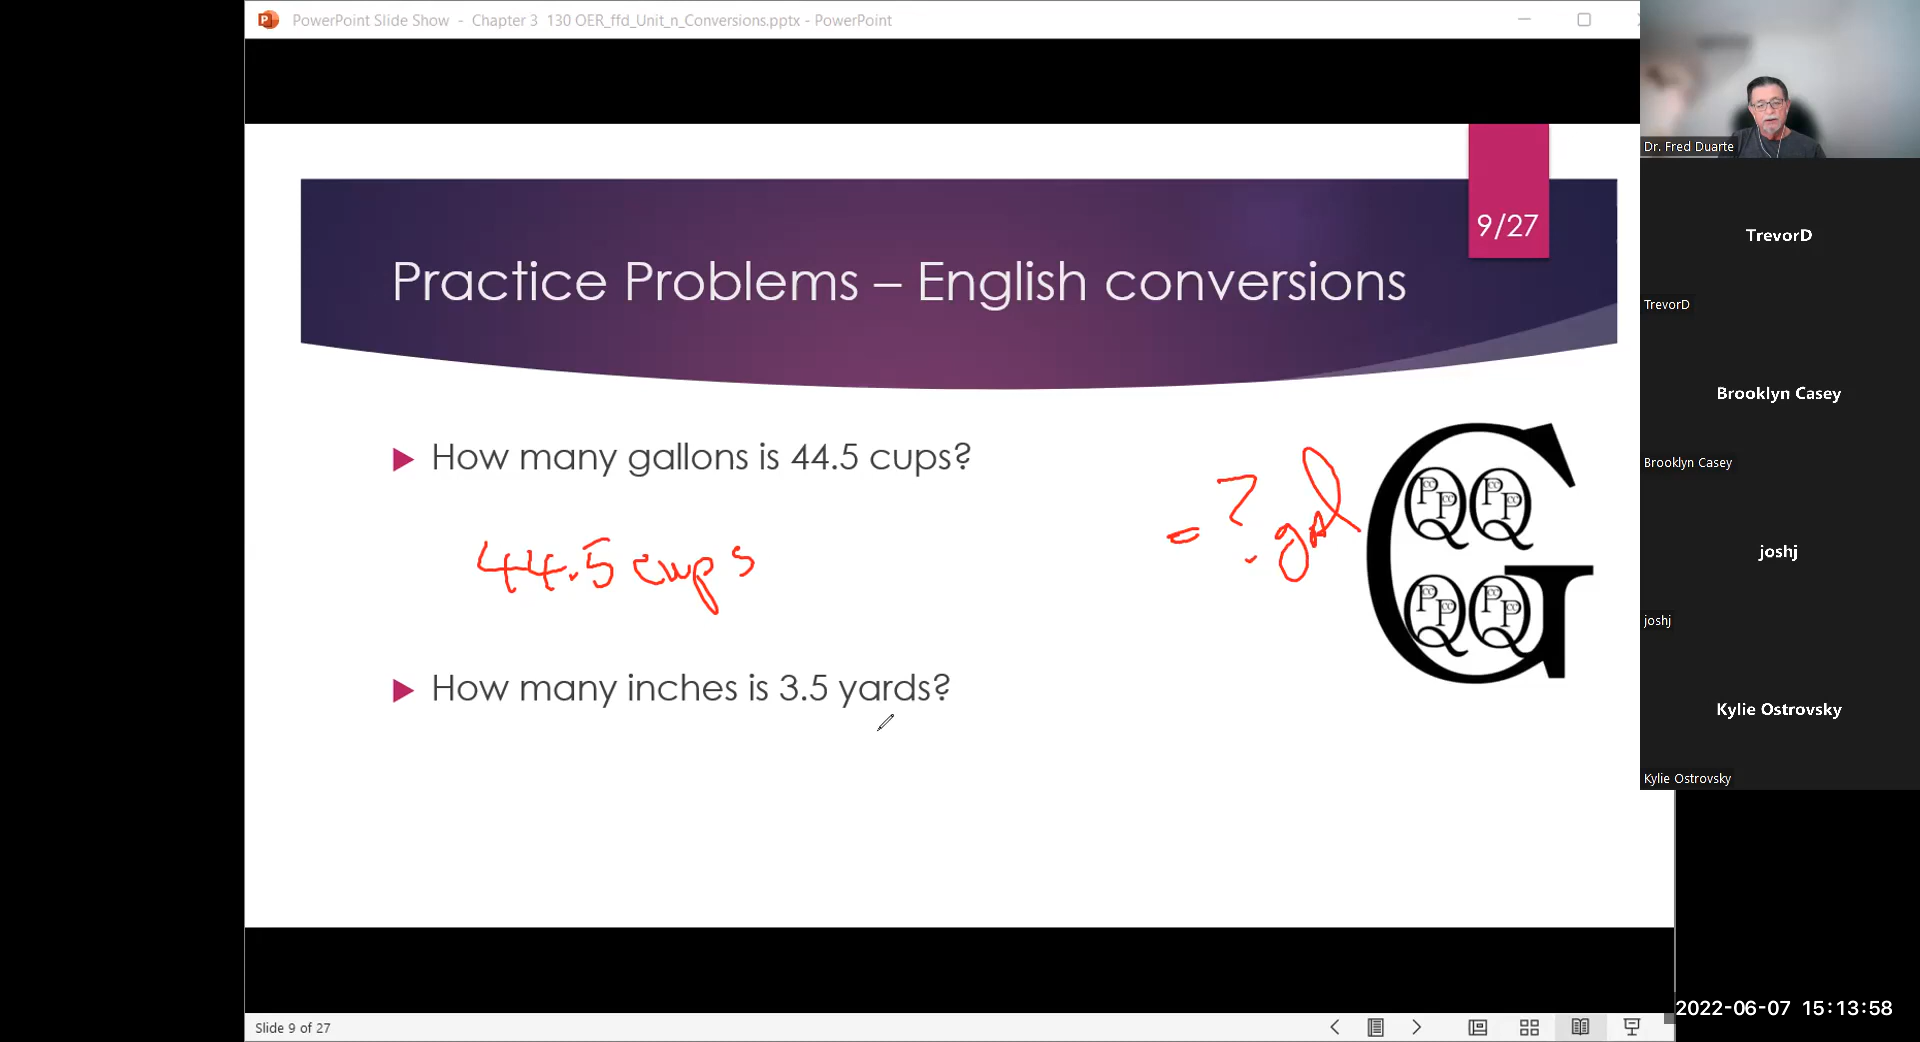 PowerPoint Slide Show - Chapter 3 130 OER_ffd_Unit_n_Conversions.pptx - PowerPoint
Dr. Fred Duarte
9/27
Practice Problems – English conversions
TrevorD
TrevorD
Brooklyn Casey
Brooklyn Casey
How many gallons is 44.5 cups?
= ? gal
44.5 cups
G
Q Q
P P P P
Q Q
P P P P
joshj
joshj
How many inches is 3.5 yards?
Kylie Ostrovsky
Kylie Ostrovsky
2022-06-07 15:13:58
Slide 9 of 27